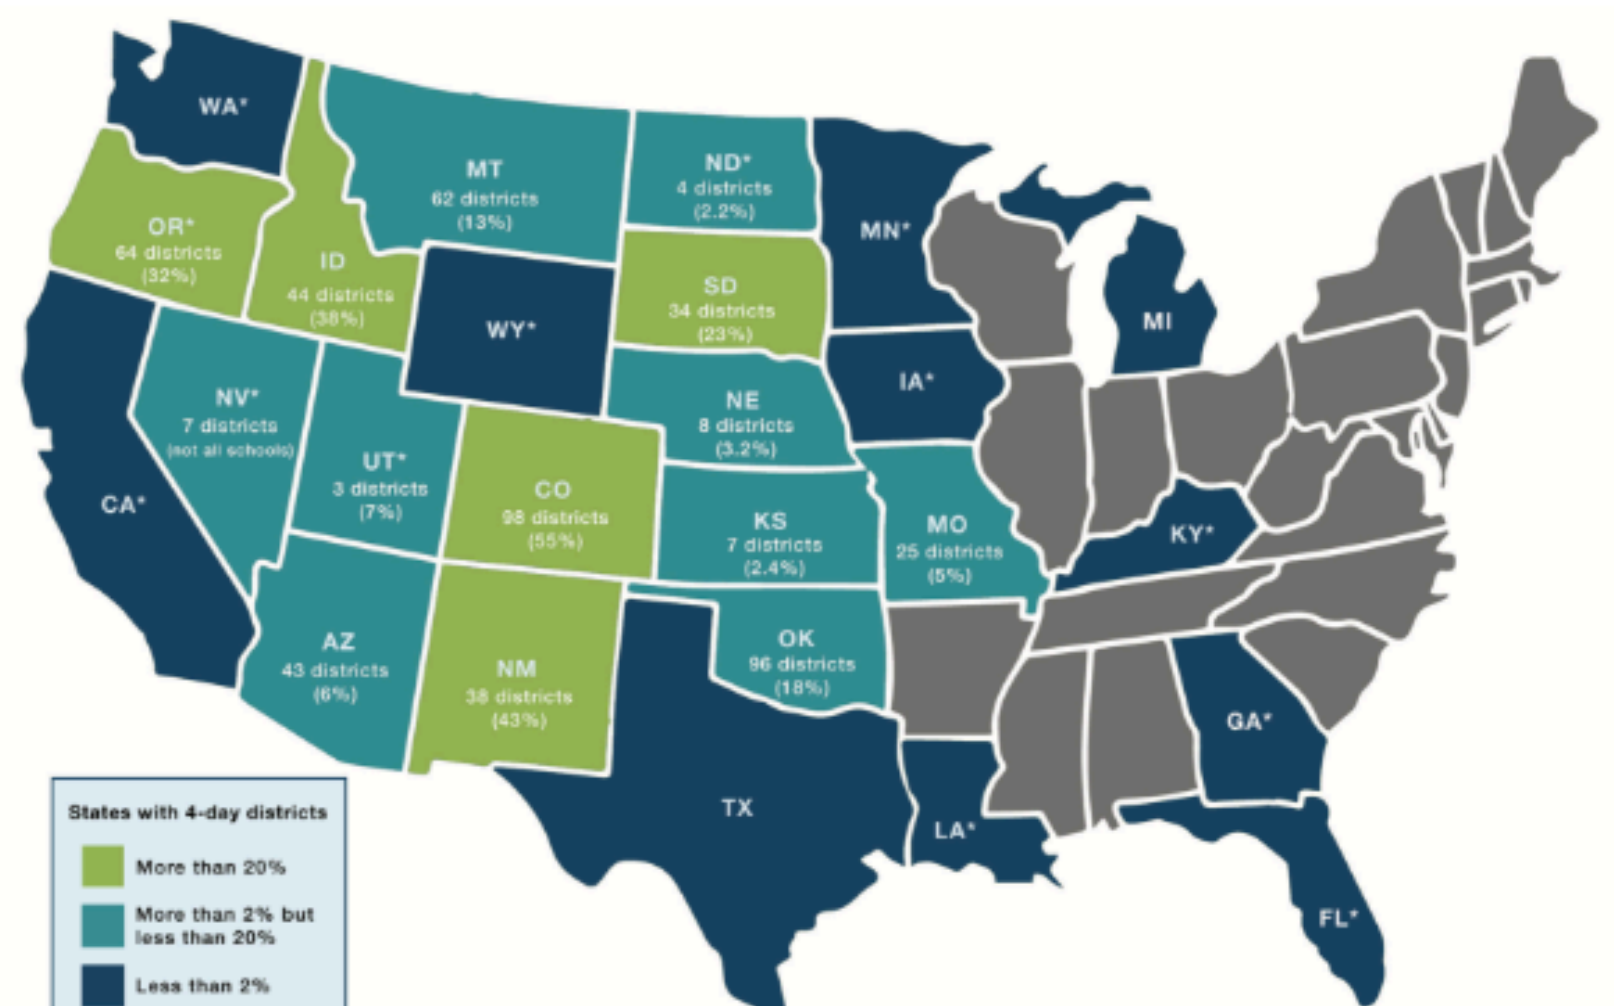 WA*
MT
62 districts
(13%)
ND*
4 districts
(2.2%)
MN*
OR*
64 districts
(32%)
ID
44 districts
(38%)
SD
34 districts
(23%)
MI
WY*
IA*
NV*
7 districts
(not all schools)
NE
8 districts
(3.2%)
UT*
3 districts
(7%)
CA*
CO
98 districts
(55%)
KS
7 districts
(2.4%)
MO
25 districts
(5%)
KY*
AZ
43 districts
(6%)
NM
38 districts
(43%)
OK
96 districts
(18%)
GA*
TX
LA*
FL*
States with 4-day districts
More than 20%
More than 2% but
less than 20%
Less than 2%